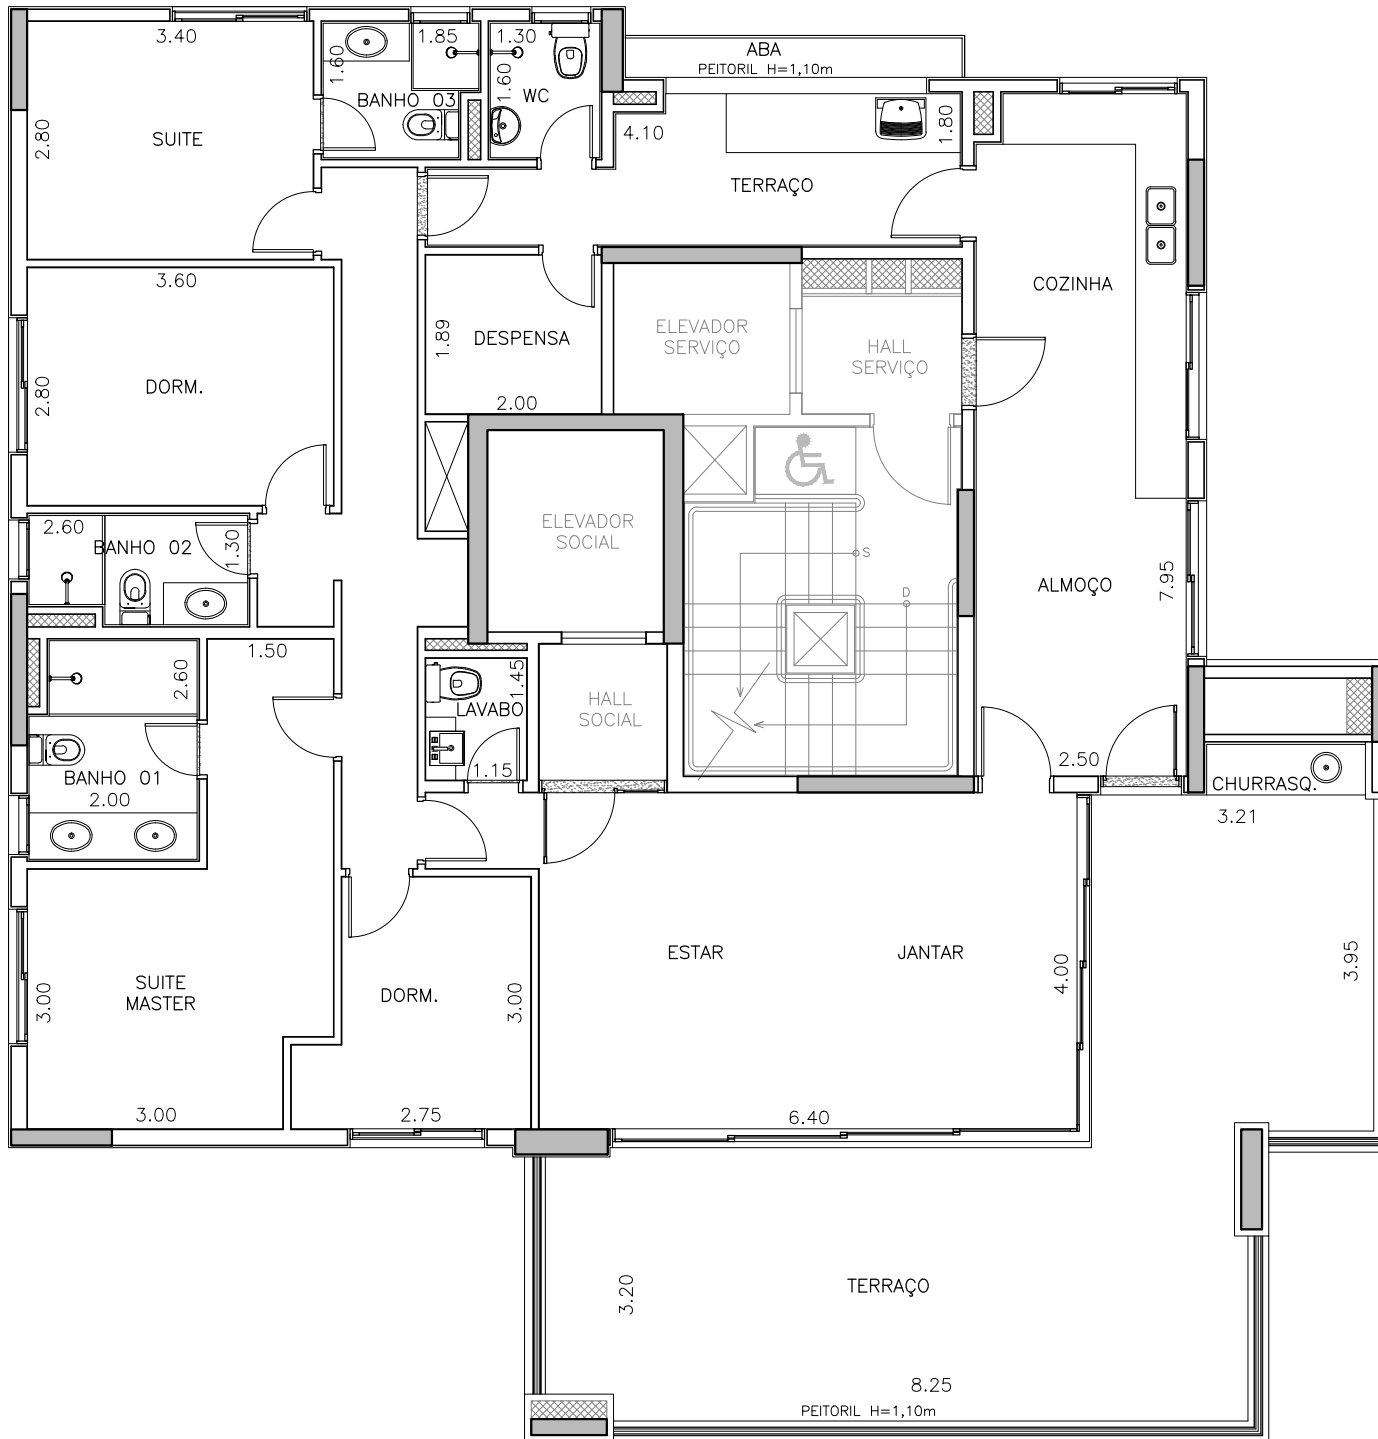 3.40
1.85
1.30
1.60
1.60
ABA
PEITORIL H=1,10m
BANHO 03
WC
SUITE
2.80
4.10
1.80
TERRAÇO
3.60
COZINHA
DORM.
2.80
1.89
DESPENSA
2.00
ELEVADOR
SERVIÇO
HALL
SERVIÇO
2.60
BANHO 02
1.30
ELEVADOR
SOCIAL
S
D
ALMOÇO
7.95
1.50
2.60
1.45
LAVABO
HALL
SOCIAL
BANHO 01
2.00
1.15
2.50
CHURRASQ.
3.21
ESTAR
JANTAR
4.00
3.95
SUITE
MASTER
3.00
DORM.
3.00
3.00
2.75
6.40
TERRAÇO
3.20
8.25
PEITORIL H=1,10m